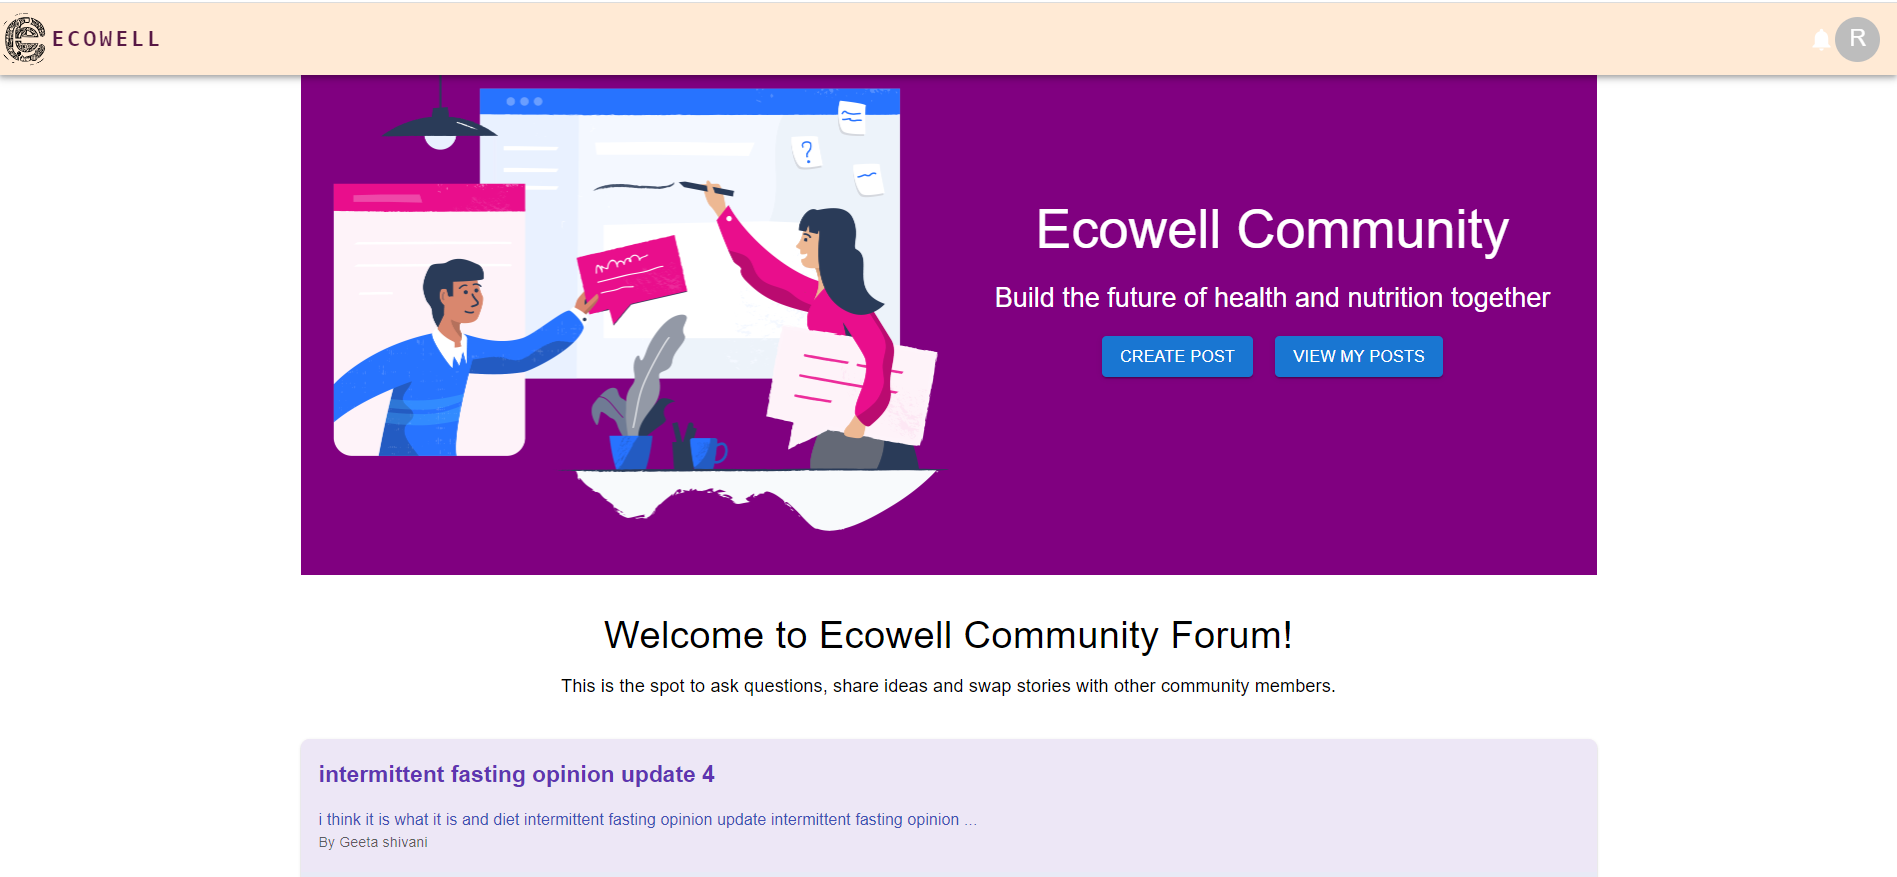 ECOWELL
R
?
Ecowell Community
Build the future of health and nutrition together
CREATE POST
VIEW MY POSTS
Welcome to Ecowell Community Forum!
This is the spot to ask questions, share ideas and swap stories with other community members.
intermittent fasting opinion update 4
i think it is what it is and diet intermittent fasting opinion update intermittent fasting opinion ...
By Geeta shivani